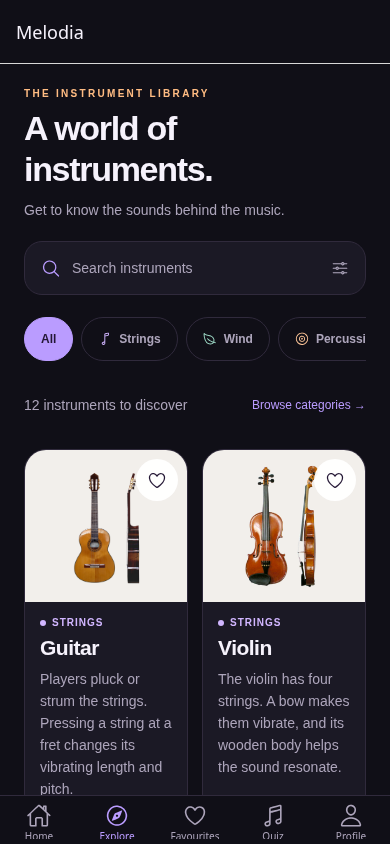 Melodia
THE INSTRUMENT LIBRARY
A world of
instruments.
Get to know the sounds behind the music.
Search instruments
All
Strings
Wind
Percussi
12 instruments to discover
Browse categories →
STRINGS
Guitar
Players pluck or
strum the strings.
Pressing a string at a
fret changes its
vibrating length and
pitch.
STRINGS
Violin
The violin has four
strings. A bow makes
them vibrate, and its
wooden body helps
the sound resonate.
Home
Explore
Favourites
Quiz
Profile